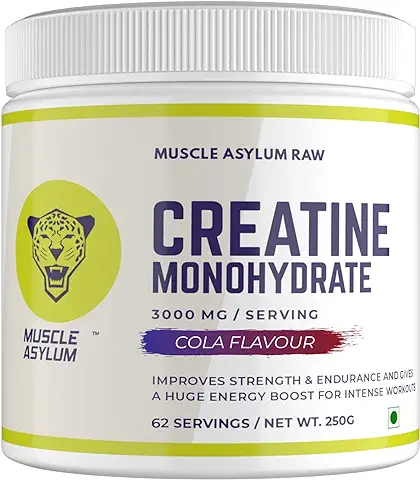 MUSCLE ASYLUM RAW
CREATINE
MONOHYDRATE
3000 MG / SERVING
COLA FLAVOUR
MUSCLE
ASYLUM
™
IMPROVES STRENGTH & ENDURANCE AND GIVES
A HUGE ENERGY BOOST FOR INTENSE WORKOUTS
62 SERVINGS / NET WT. 250G